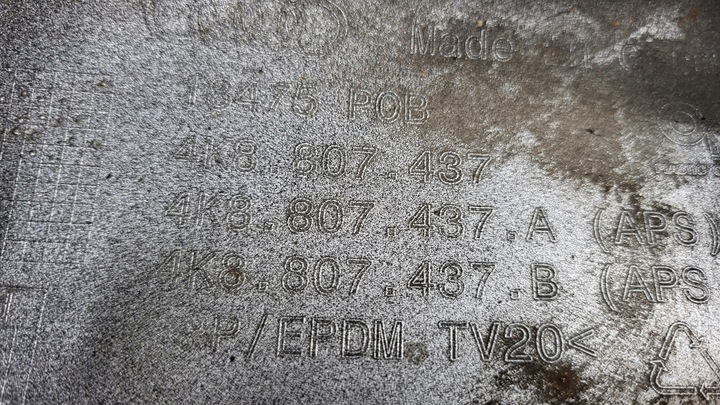 Made
13475 POB
4K8.807.437
4K8.807.437.A (APS)
4K8.807.437.B (APS
P/EPDM TV20<